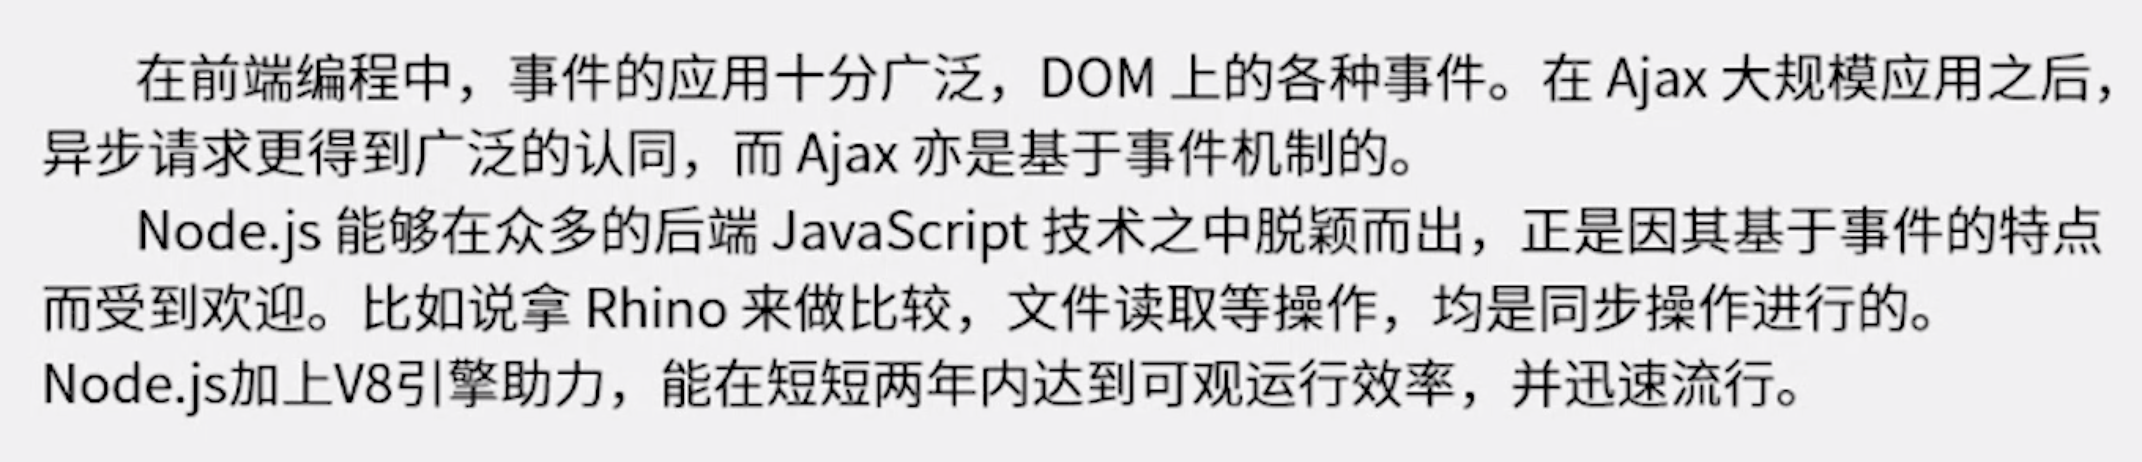 在前端编程中，事件的应用十分广泛，DOM 上的各种事件。在 Ajax 大规模应用之后，
异步请求更得到广泛的认同，而 Ajax 亦是基于事件机制的。
Node.js 能够在众多的后端 JavaScript 技术之中脱颖而出，正是因其基于事件的特点
而受到欢迎。比如说拿 Rhino 来做比较，文件读取等操作，均是同步操作进行的。
Node.js加上V8引擎助力，能在短短两年内达到可观运行效率，并迅速流行。